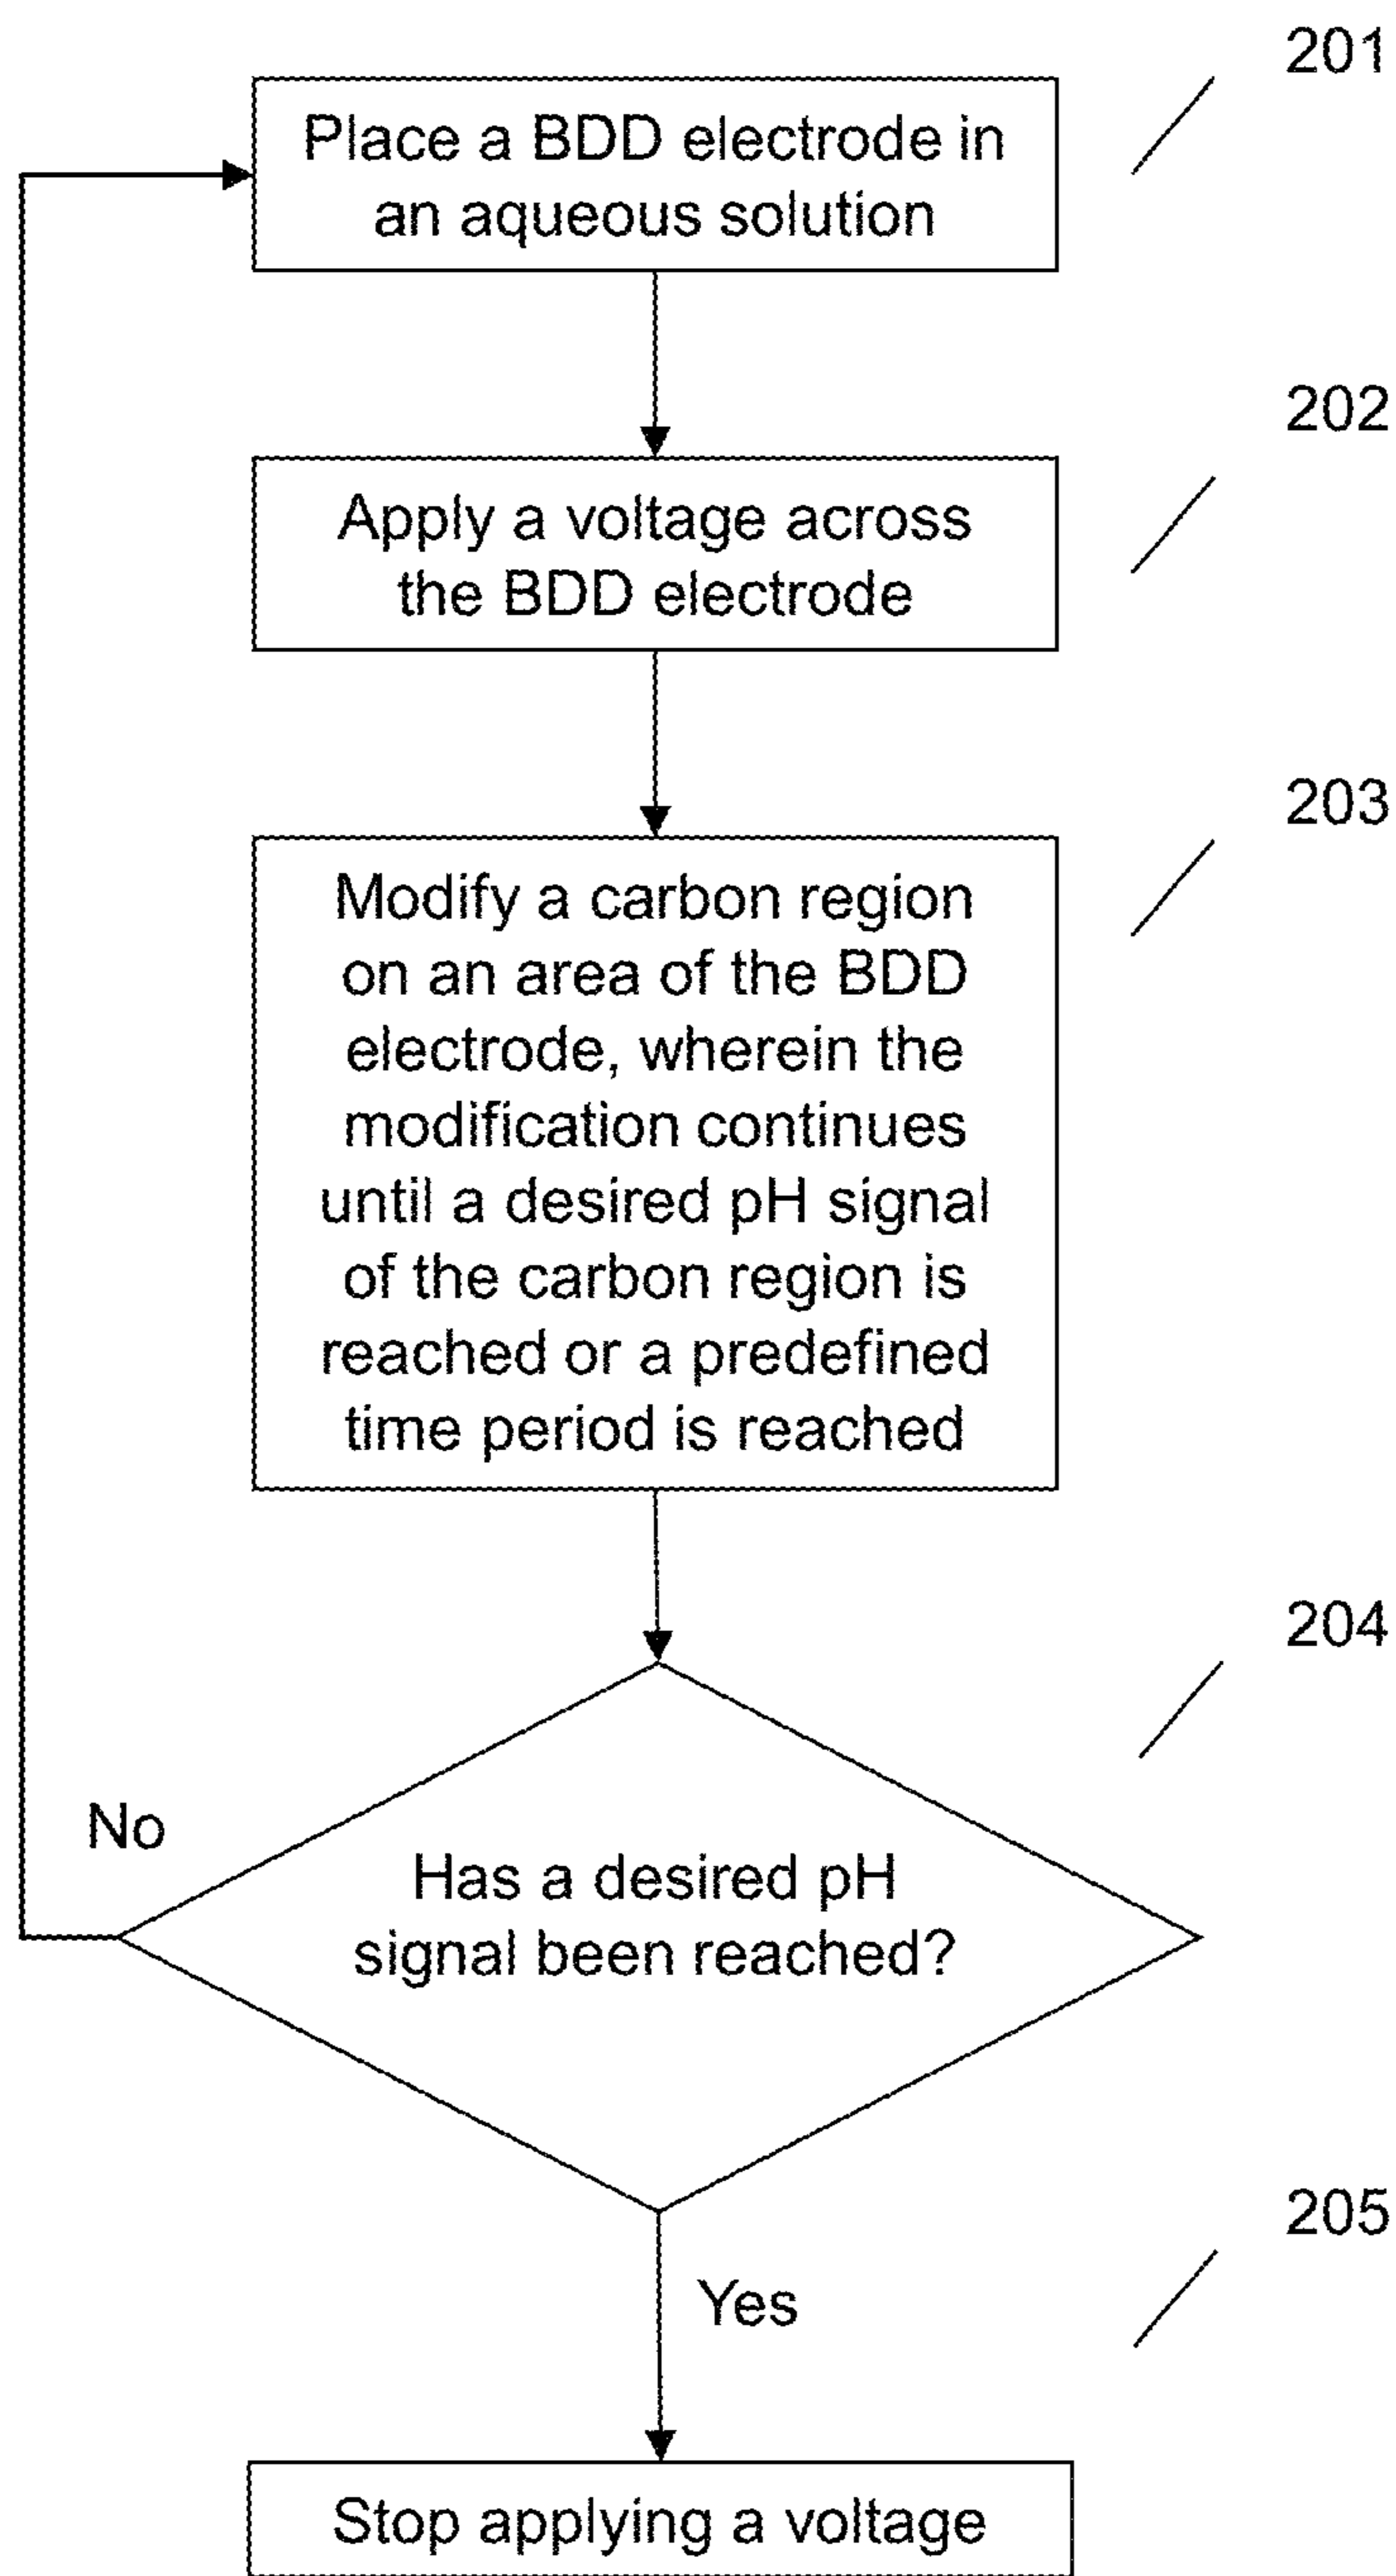 201
Place a BDD electrode in
an aqueous solution
202
Apply a voltage across
the BDD electrode
203
Modify a carbon region
on an area of the BDD
electrode, wherein the
modification continues
until a desired pH signal
of the carbon region is
reached or a predefined
time period is reached
204
No
Has a desired pH
signal been reached?
205
Yes
Stop applying a voltage